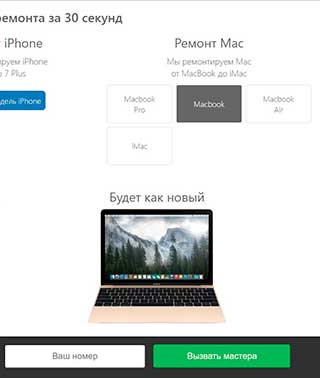 ремонта за 30 секунд
iPhone
Ремонт Mac
руем iPhone
7 Plus
Мы ремонтируем Mac
от MacBook до iMac
дель iPhone
Macbook Pro
Macbook
Macbook Air
iMac
Будет как новый
Ваш номер
Вызвать мастера